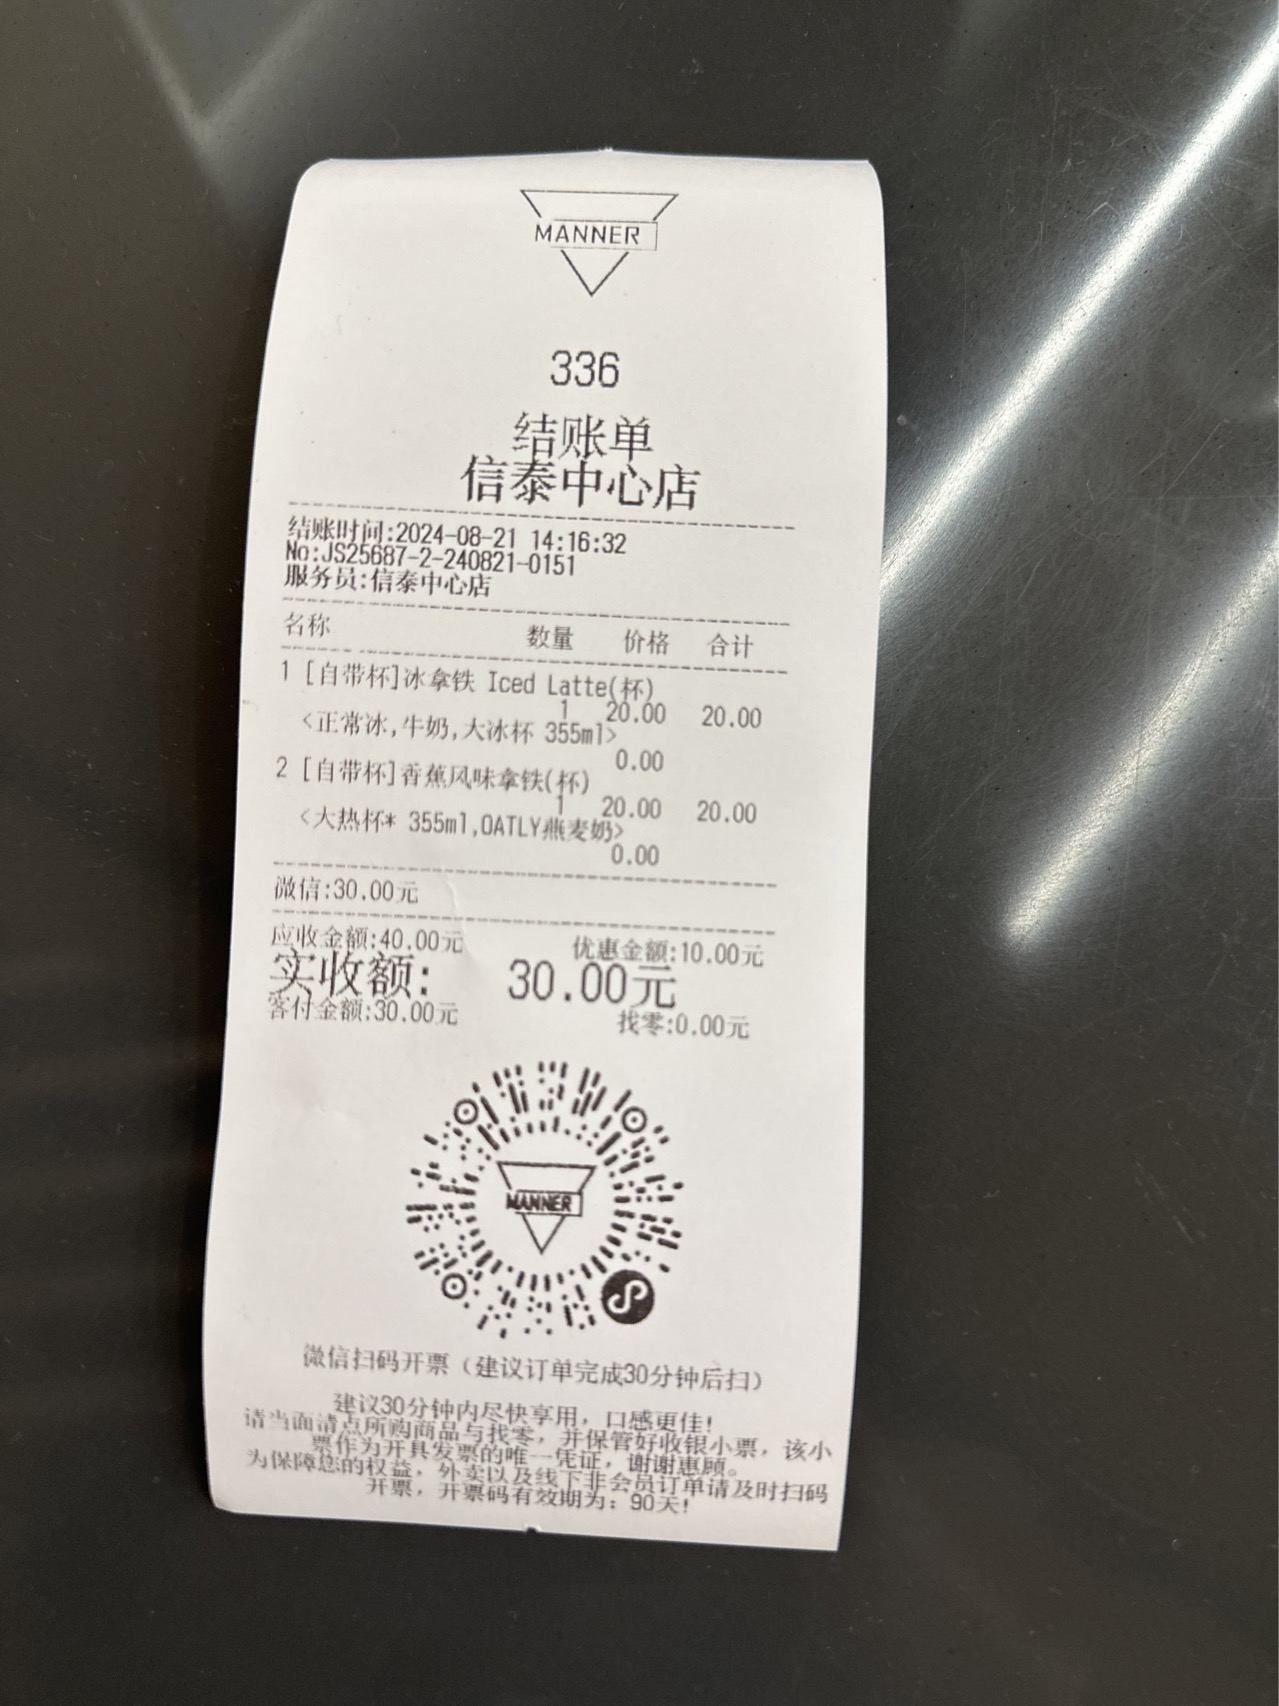 MANNER
336
结账单
信泰中心店
结账时间:2024-08-21 14:16:32
No:JS25687-2-240821-0151
服务员:信泰中心店
名称 数量 价格 合计
1 [自带杯]冰拿铁 Iced Latte(杯)
1 20.00 20.00
<正常冰,牛奶,大冰杯 355ml>
0.00
2 [自带杯]香蕉风味拿铁(杯)
1 20.00 20.00
<大热杯* 355ml,OATLY燕麦奶>
0.00
微信:30.00元
应收金额:40.00元 优惠金额:10.00元
实收额: 30.00元
客付金额:30.00元 找零:0.00元
MANNER
微信扫码开票（建议订单完成30分钟后扫）
建议30分钟内尽快享用，口感更佳!
请当面清点所购商品与找零，并保管好收银小票，该小
票作为开具发票的唯一凭证，谢谢惠顾。
为保障您的权益，外卖以及线下非会员订单请及时扫码
开票，开票码有效期为：90天!